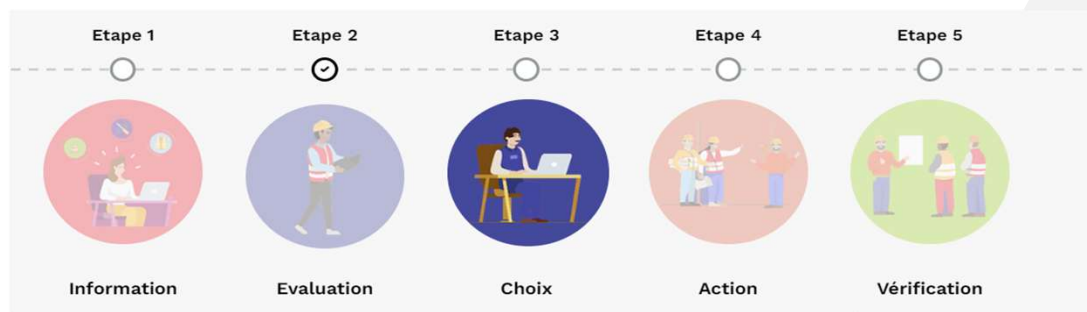 Etape 1 Etape 2 Etape 3 Etape 4 Etape 5
Information Evaluation Choix Action Vérification